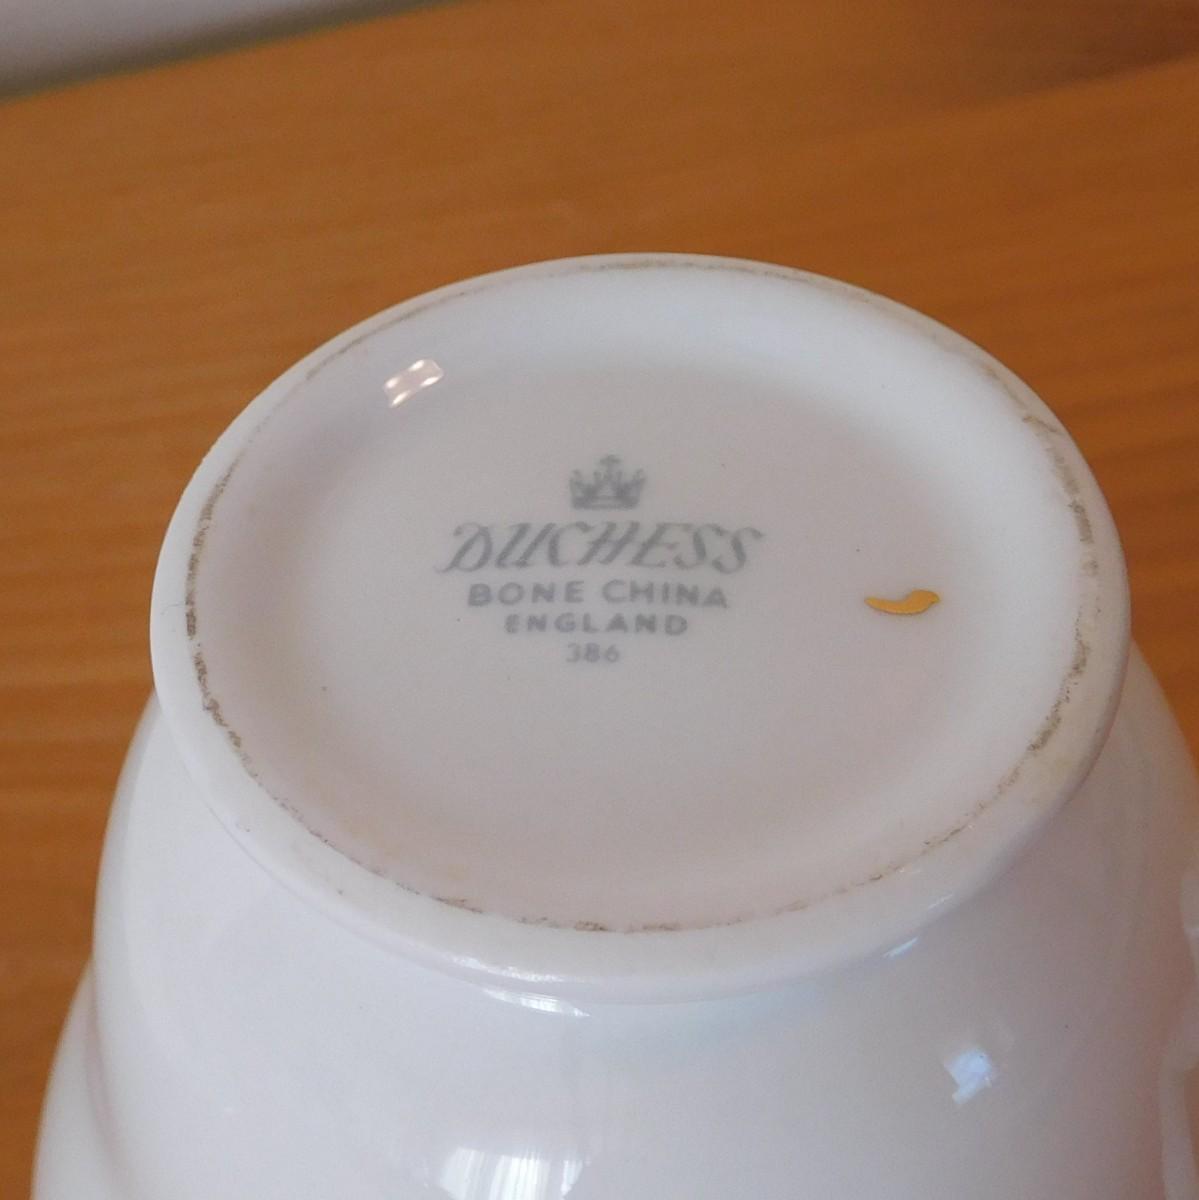 DUCHESS
BONE CHINA
ENGLAND
386